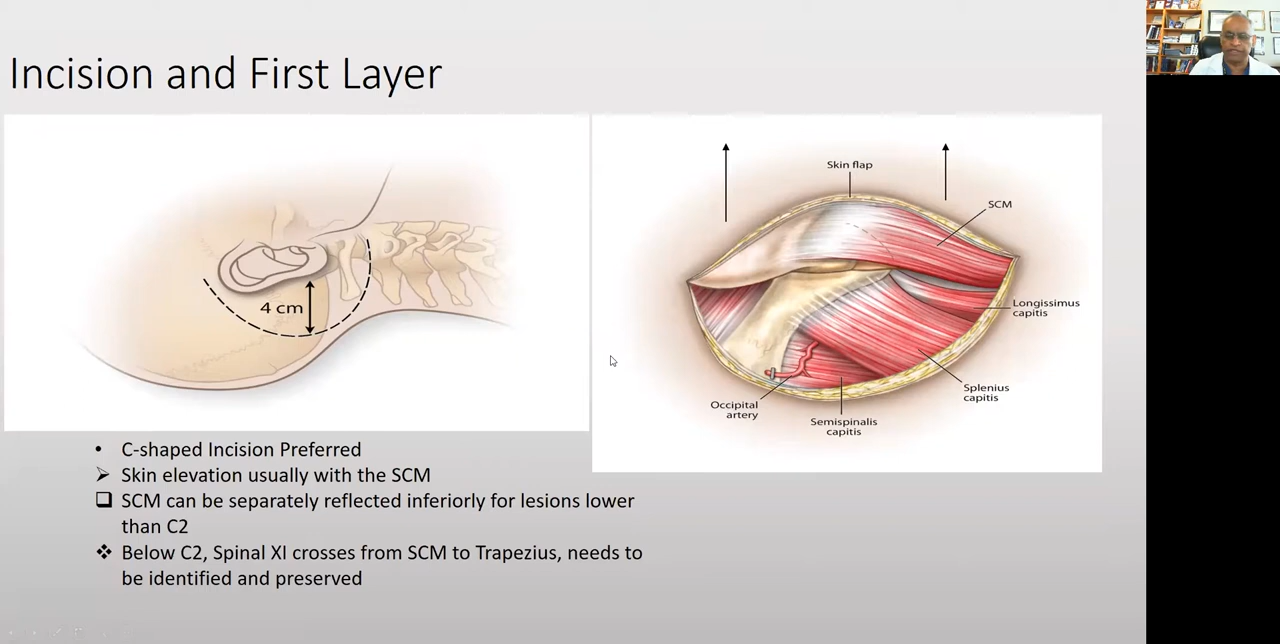 Incision and First Layer
4 cm
Skin flap
SCM
Longissimus
capitis
Splenius
capitis
Occipital
artery
Semispinalis
capitis
• C-shaped Incision Preferred
➢ Skin elevation usually with the SCM
❑ SCM can be separately reflected inferiorly for lesions lower
than C2
❖ Below C2, Spinal XI crosses from SCM to Trapezius, needs to
be identified and preserved